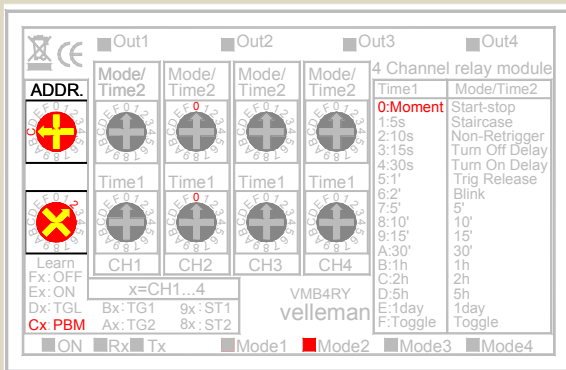 Out1 Out2 Out3 Out4
CE
ADDR.
Mode/ Time2
Mode/ Time2
Mode/ Time2
Mode/ Time2
4 Channel relay module
Time1 Mode/Time2
0:Moment Start-stop
1:5s Staircase
2:10s Non-Retrigger
3:15s Turn Off Delay
4:30s Turn On Delay
5:1' Trig Release
6:2' Blink
7:5' 5'
8:10' 10'
9:15' 15'
A:30' 30'
B:1h 1h
C:2h 2h
D:5h 5h
E:1day 1day
F:Toggle Toggle
Time1 Time1 Time1 Time1
CH1 CH2 CH3 CH4
Learn
Fx:OFF
Ex:ON
Dx:TGL
Cx:PBM
x=CH1...4
Bx:TG1 9x:ST1
Ax:TG2 8x:ST2
VMB4RY
velleman
ON Rx Tx Mode1 Mode2 Mode3 Mode4